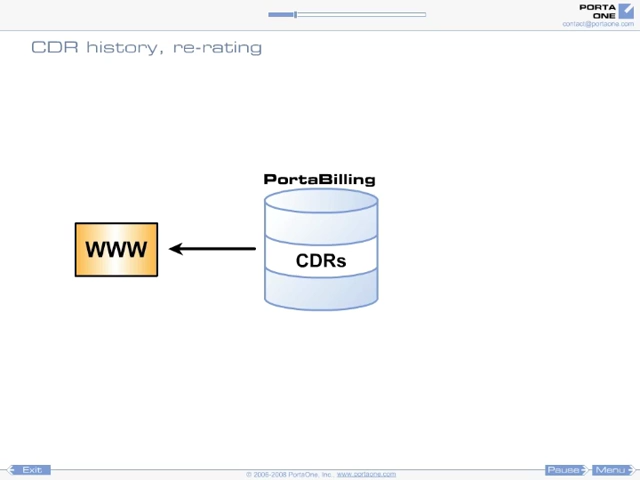 PORTA
ONE
contact@portaone.com
CDR history, re-rating
PortaBilling
WWW
CDRs
Exit
© 2006-2008 PortaOne, Inc., www.portaone.com
Pause
Menu